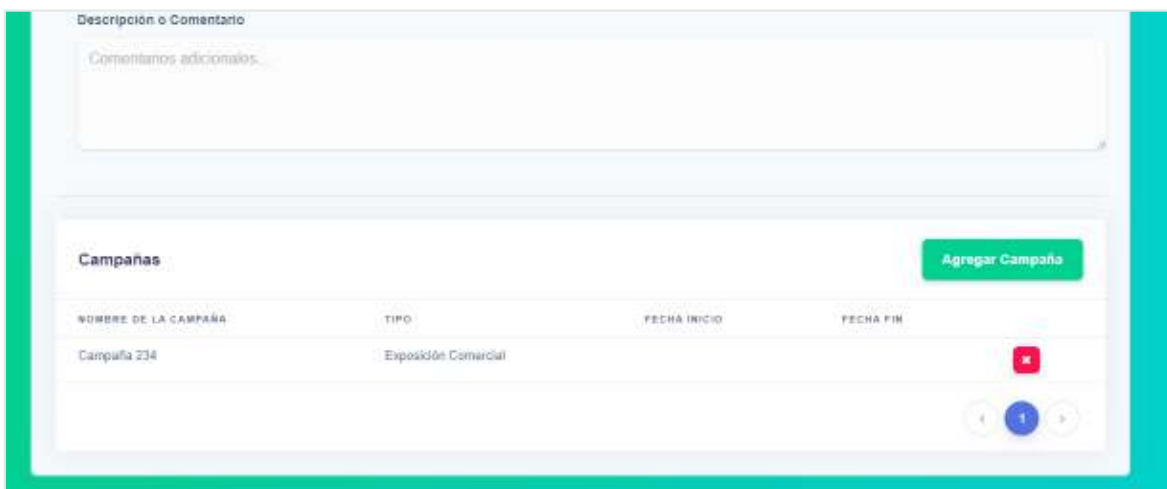 Descripción o Comentario
Comentarios adicionales...
Campañas
Agregar Campaña
NOMBRE DE LA CAMPAÑA TIPO FECHA INICIO FECHA FIN
Campaña 234 Exposición Comercial
1